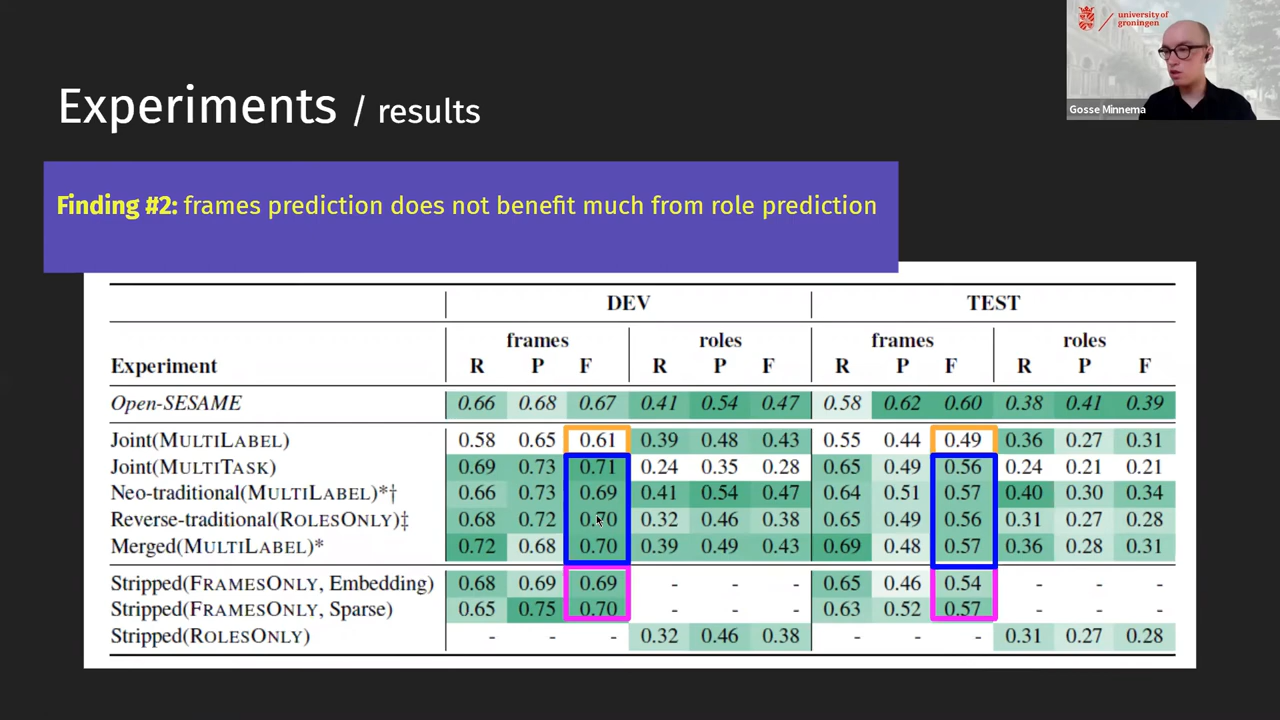 university of
groningen
Gosse Minnema
Experiments / results
Finding #2: frames prediction does not benefit much from role prediction
DEV TEST
frames roles frames roles
Experiment R P F R P F R P F R P F
Open-SESAME 0.66 0.68 0.67 0.41 0.54 0.47 0.58 0.62 0.60 0.38 0.41 0.39
Joint(MULTILABEL) 0.58 0.65 0.61 0.39 0.48 0.43 0.55 0.44 0.49 0.36 0.27 0.31
Joint(MULTITASK) 0.69 0.73 0.71 0.24 0.35 0.28 0.65 0.49 0.56 0.24 0.21 0.21
Neo-traditional(MULTILABEL)*† 0.66 0.73 0.69 0.41 0.54 0.47 0.64 0.51 0.57 0.40 0.30 0.34
Reverse-traditional(ROLESONLY)‡ 0.68 0.72 0.70 0.32 0.46 0.38 0.65 0.49 0.56 0.31 0.27 0.28
Merged(MULTILABEL)* 0.72 0.68 0.70 0.39 0.49 0.43 0.69 0.48 0.57 0.36 0.28 0.31
Stripped(FRAMESONLY, Embedding) 0.68 0.69 0.69 - - - 0.65 0.46 0.54 - - -
Stripped(FRAMESONLY, Sparse) 0.65 0.75 0.70 - - - 0.63 0.52 0.57 - - -
Stripped(ROLESONLY) - - - 0.32 0.46 0.38 - - - 0.31 0.27 0.28